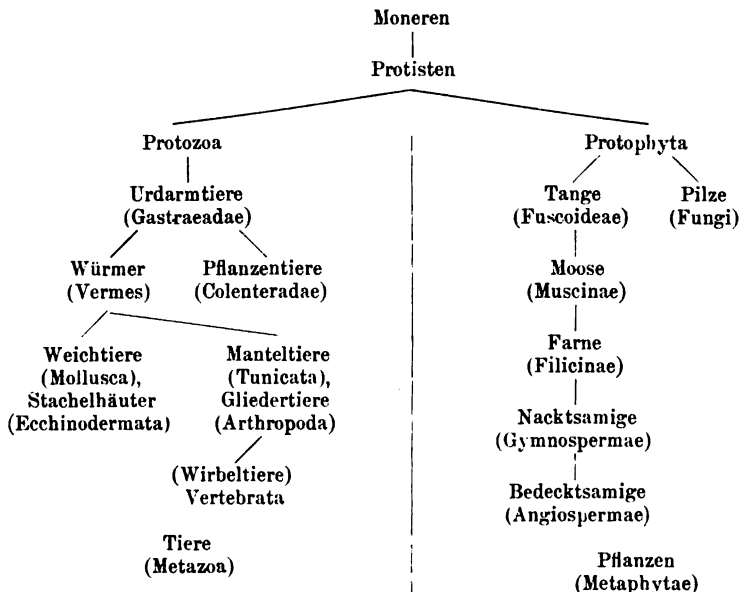 Moneren
Protisten
Protozoa
Protophyta
Urdarmtiere
(Gastraeadae)
Tange
(Fuscoideae)
Pilze
(Fungi)
Würmer
(Vermes)
Pflanzentiere
(Colenteradae)
Moose
(Muscinae)
Weichtiere
(Mollusca),
Stachelhäuter
(Ecchinodermata)
Manteltiere
(Tunicata),
Gliedertiere
(Arthropoda)
Farne
(Filicinae)
Nacktsamige
(Gymnospermae)
(Wirbeltiere)
Vertebrata
Bedecktsamige
(Angiospermae)
Tiere
(Metazoa)
Pflanzen
(Metaphytae)